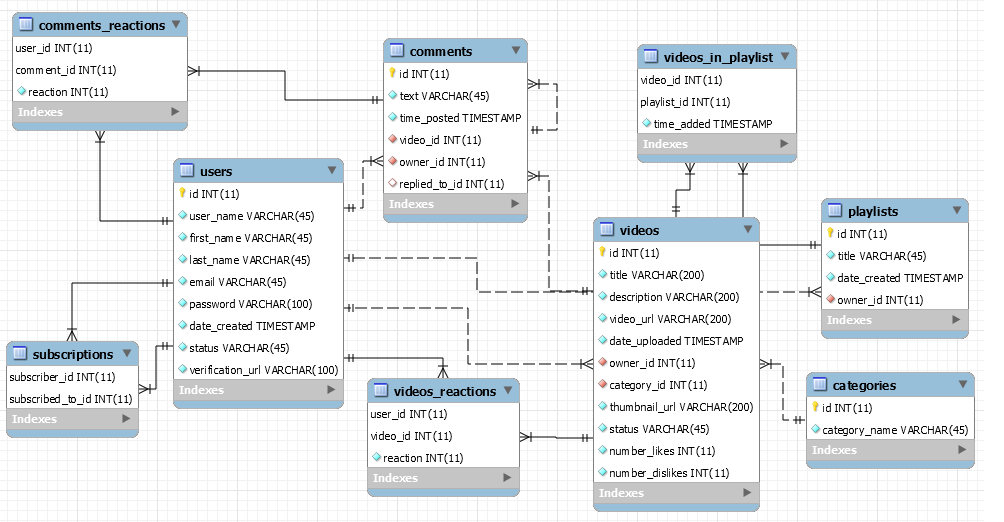 comments_reactions
user_id INT(11)
comment_id INT(11)
reaction INT(11)
Indexes
comments
id INT(11)
text VARCHAR(45)
time_posted TIMESTAMP
video_id INT(11)
owner_id INT(11)
replied_to_id INT(11)
Indexes
videos_in_playlist
video_id INT(11)
playlist_id INT(11)
time_added TIMESTAMP
Indexes
users
id INT(11)
user_name VARCHAR(45)
first_name VARCHAR(45)
last_name VARCHAR(45)
email VARCHAR(45)
password VARCHAR(100)
date_created TIMESTAMP
status VARCHAR(45)
verification_url VARCHAR(100)
Indexes
videos
id INT(11)
title VARCHAR(200)
description VARCHAR(200)
video_url VARCHAR(200)
date_uploaded TIMESTAMP
owner_id INT(11)
category_id INT(11)
thumbnail_url VARCHAR(200)
status VARCHAR(45)
number_likes INT(11)
number_dislikes INT(11)
Indexes
playlists
id INT(11)
title VARCHAR(45)
date_created TIMESTAMP
owner_id INT(11)
Indexes
subscriptions
subscriber_id INT(11)
subscribed_to_id INT(11)
Indexes
videos_reactions
user_id INT(11)
video_id INT(11)
reaction INT(11)
Indexes
categories
id INT(11)
category_name VARCHAR(45)
Indexes